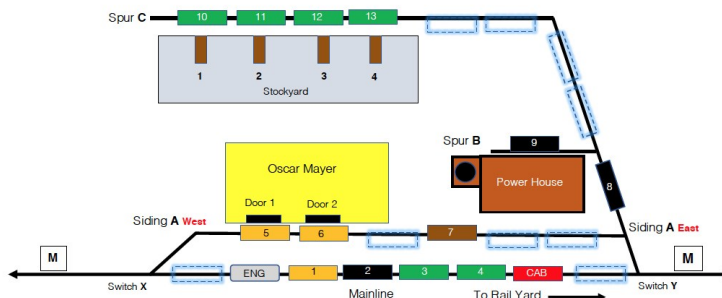 10 11 12 13
Spur C
1 2 3 4
Stockyard
Spur B
9
Oscar Mayer
Power House
8
Door 1 Door 2
Siding A West
5 6 7
Siding A East
M M
ENG 1 2 3 4 CAB
Switch X Switch Y
Mainline To Rail Yard